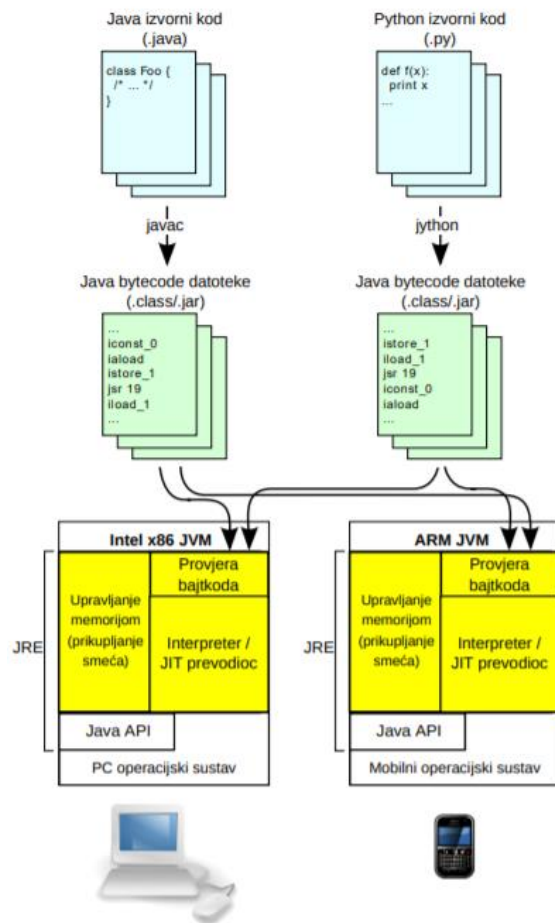 Java izvorni kod
(.java)
class Foo {
/* ... */
}
Python izvorni kod
(.py)
def f(x):
print x
...
javac
jython
Java bytecode datoteke
(.class/.jar)
...
iconst_0
iaload
istore_1
jsr 19
iload_1
...
Java bytecode datoteke
(.class/.jar)
...
istore_1
iload_1
jsr 19
iconst_0
iaload
...
Intel x86 JVM
JRE
Upravljanje
memorijom
(prikupljanje
smeća)
Provjera
bajtkoda
Interpreter /
JIT prevodioc
Java API
PC operacijski sustav
ARM JVM
JRE
Upravljanje
memorijom
(prikupljanje
smeća)
Provjera
bajtkoda
Interpreter /
JIT prevodioc
Java API
Mobilni operacijski sustav